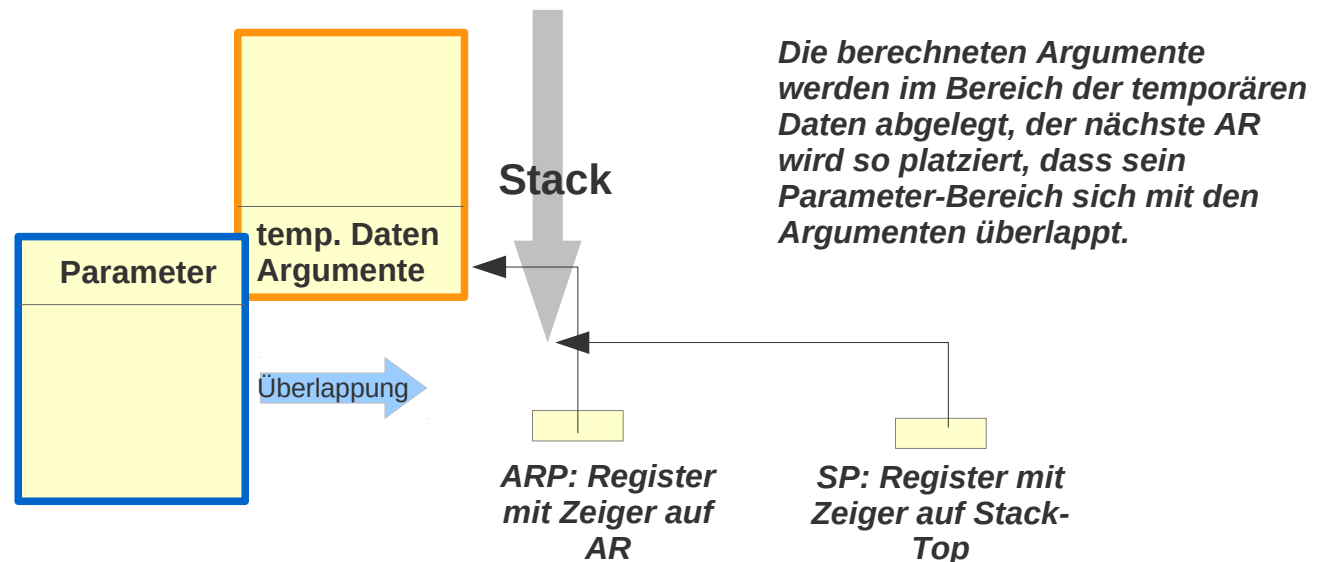 Die berechneten Argumente
werden im Bereich der temporären
Daten abgelegt, der nächste AR
wird so platziert, dass sein
Parameter-Bereich sich mit den
Argumenten überlappt.
Stack
temp. Daten
Argumente
Parameter
Überlappung
ARP: Register
mit Zeiger auf
AR
SP: Register mit
Zeiger auf Stack-
Top